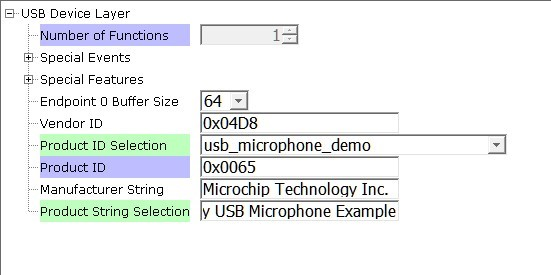 USB Device Layer
Number of Functions 1
Special Events
Special Features
Endpoint 0 Buffer Size 64
Vendor ID 0x04D8
Product ID Selection usb_microphone_demo
Product ID 0x0065
Manufacturer String Microchip Technology Inc.
Product String Selection y USB Microphone Example